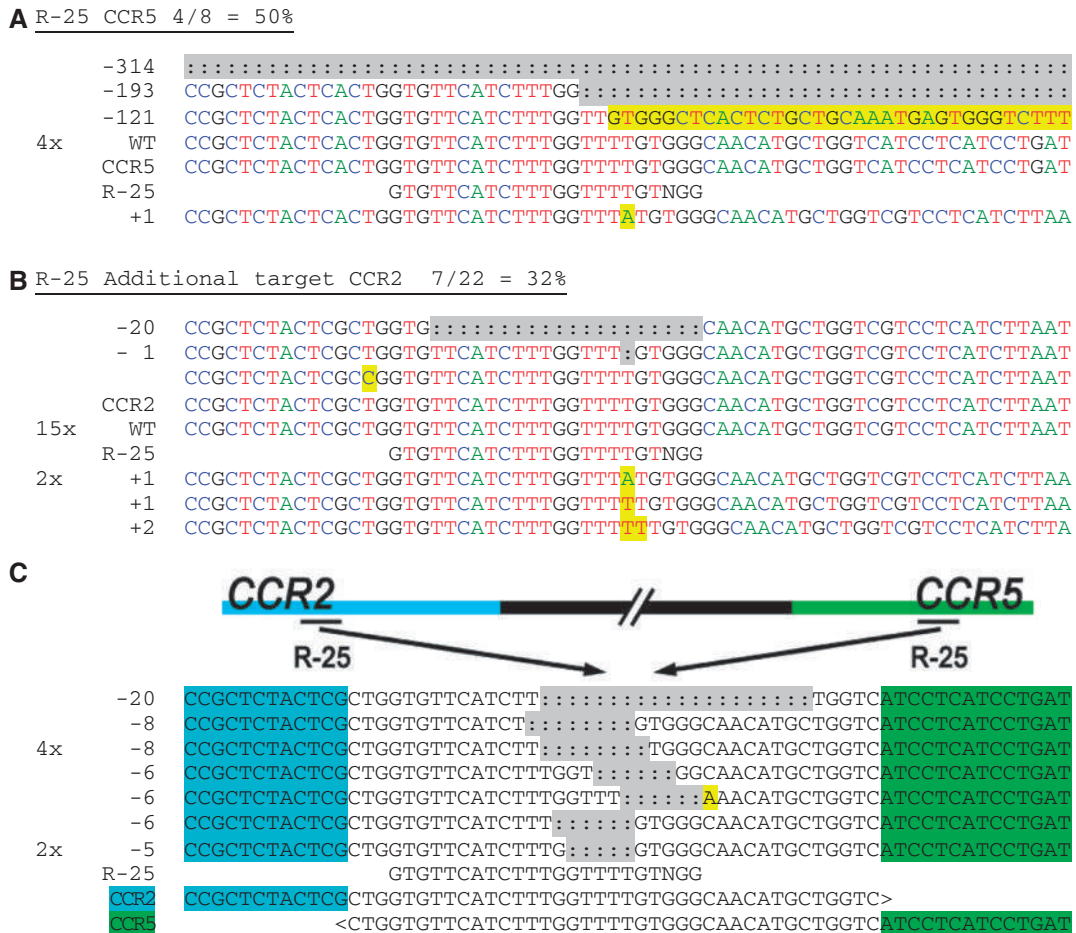 A R-25 CCR5 4/8 = 50%
-314 :::::::::::::::::::::::::::::::::::::::::::::::::::::::::::::::::
-193 CCGCTCTACTCACTGGTGTTCATCTTTGG::::::::::::::::::::::::::::::::::::
-121 CCGCTCTACTCACTGGTGTTCATCTTTGGTTGTGGGCTCACTCTGCTGCAAATGAGTGGGTCTTT
4x WT CCGCTCTACTCACTGGTGTTCATCTTTGGTTTTGTGGGCAACATGCTGGTCATCCTCATCCTGAT
CCR5 CCGCTCTACTCACTGGTGTTCATCTTTGGTTTTGTGGGCAACATGCTGGTCATCCTCATCCTGAT
R-25 GTGTTCATCTTTGGTTTTGTNGG
+1 CCGCTCTACTCACTGGTGTTCATCTTTGGTTTATGTGGGCAACATGCTGGTCGTCCTCATCTTAA
B R-25 Additional target CCR2 7/22 = 32%
-20 CCGCTCTACTCGCTGGTG::::::::::::::::::::CAACATGCTGGTCGTCCTCATCTTAAT
- 1 CCGCTCTACTCGCTGGTGTTCATCTTTGGTTT:GTGGGCAACATGCTGGTCGTCCTCATCTTAAT
CCGCTCTACTCGCCGGTGTTCATCTTTGGTTTTGTGGGCAACATGCTGGTCGTCCTCATCTTAAT
CCR2 CCGCTCTACTCGCTGGTGTTCATCTTTGGTTTTGTGGGCAACATGCTGGTCGTCCTCATCTTAAT
15x WT CCGCTCTACTCGCTGGTGTTCATCTTTGGTTTTGTGGGCAACATGCTGGTCGTCCTCATCTTAAT
R-25 GTGTTCATCTTTGGTTTTGTNGG
2x +1 CCGCTCTACTCGCTGGTGTTCATCTTTGGTTTATGTGGGCAACATGCTGGTCGTCCTCATCTTAA
+1 CCGCTCTACTCGCTGGTGTTCATCTTTGGTTTTTGTGGGCAACATGCTGGTCGTCCTCATCTTAA
+2 CCGCTCTACTCGCTGGTGTTCATCTTTGGTTTTTTGTGGGCAACATGCTGGTCGTCCTCATCTTA
C
CCR2 // CCR5
R-25 R-25
-20 CCGCTCTACTCGCTGGTGTTCATCTT::::::::::::::::::::TGGTCATCCTCATCCTGAT
-8 CCGCTCTACTCGCTGGTGTTCATCT::::::::GTGGGCAACATGCTGGTCATCCTCATCCTGAT
4x -8 CCGCTCTACTCGCTGGTGTTCATCTT::::::::TGGGCAACATGCTGGTCATCCTCATCCTGAT
-6 CCGCTCTACTCGCTGGTGTTCATCTTTGGT::::::GGCAACATGCTGGTCATCCTCATCCTGAT
-6 CCGCTCTACTCGCTGGTGTTCATCTTTGGTTT::::::AAACATGCTGGTCATCCTCATCCTGAT
-6 CCGCTCTACTCGCTGGTGTTCATCTTT::::::GTGGGCAACATGCTGGTCATCCTCATCCTGAT
2x -5 CCGCTCTACTCGCTGGTGTTCATCTTTG:::::GTGGGCAACATGCTGGTCATCCTCATCCTGAT
R-25 GTGTTCATCTTTGGTTTTGTNGG
CCR2 CCGCTCTACTCGCTGGTGTTCATCTTTGGTTTTGTGGGCAACATGCTGGTC>
CCR5 <CTGGTGTTCATCTTTGGTTTTGTGGGCAACATGCTGGTCATCCTCATCCTGAT